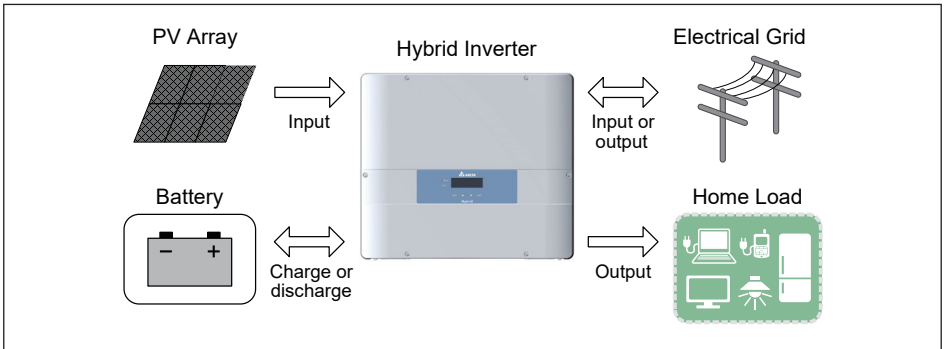 PV Array
Hybrid Inverter
Electrical Grid
Input
Input or
output
Battery
Home Load
− +
Charge or
discharge
Output